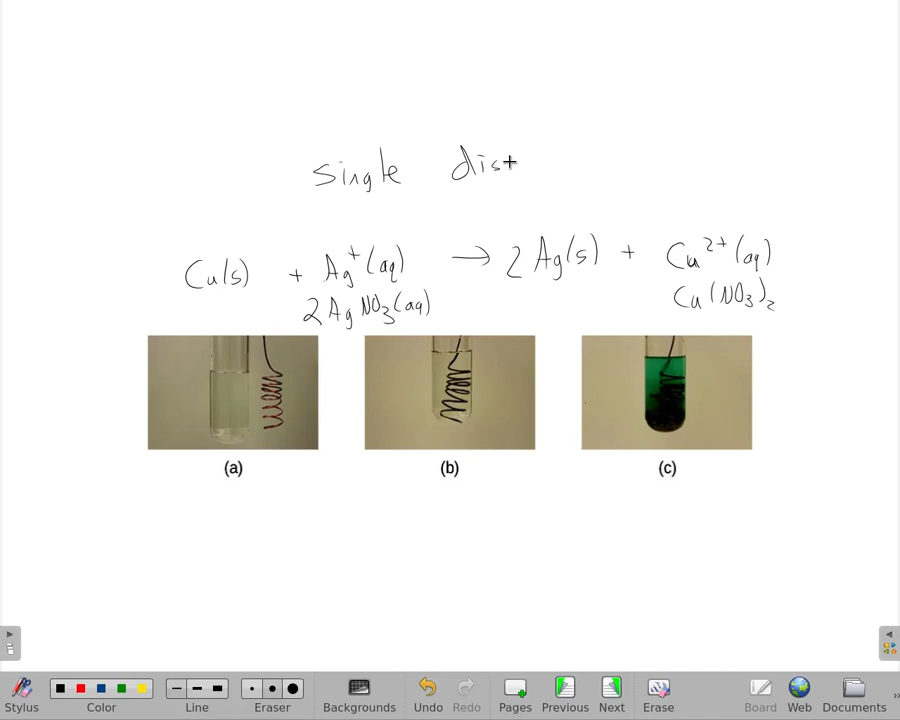 single dis
Cu(s) + Ag⁺(aq) → 2Ag(s) + Cu²⁺(aq)
2AgNO₃(aq) Cu(NO₃)₂
(a) (b) (c)
Stylus Color Line Eraser Backgrounds Undo Redo Pages Previous Next Erase Board Web Documents